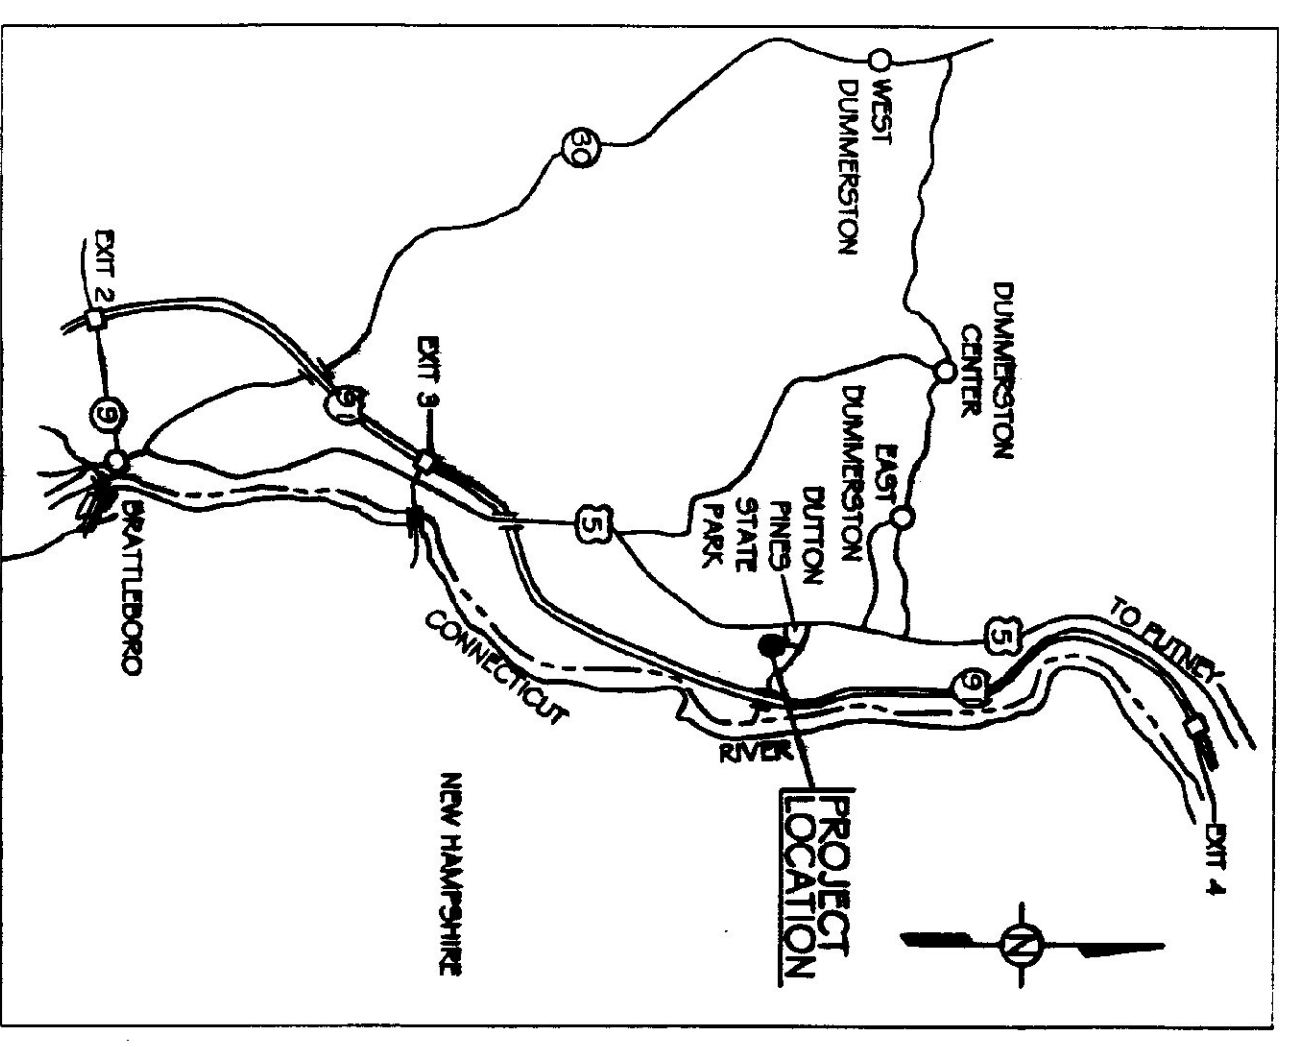 TO PUTNEY
EXIT 4
N
5
91
DUMMERSTON
CENTER
WEST
DUMMERSTON
EAST
DUMMERSTON
DUTTON
PINES
STATE
PARK
PROJECT
LOCATION
RIVER
CONNECTICUT
5
30
EXIT 3
91
NEW HAMPSHIRE
EXIT 2
9
BRATTLEBORO